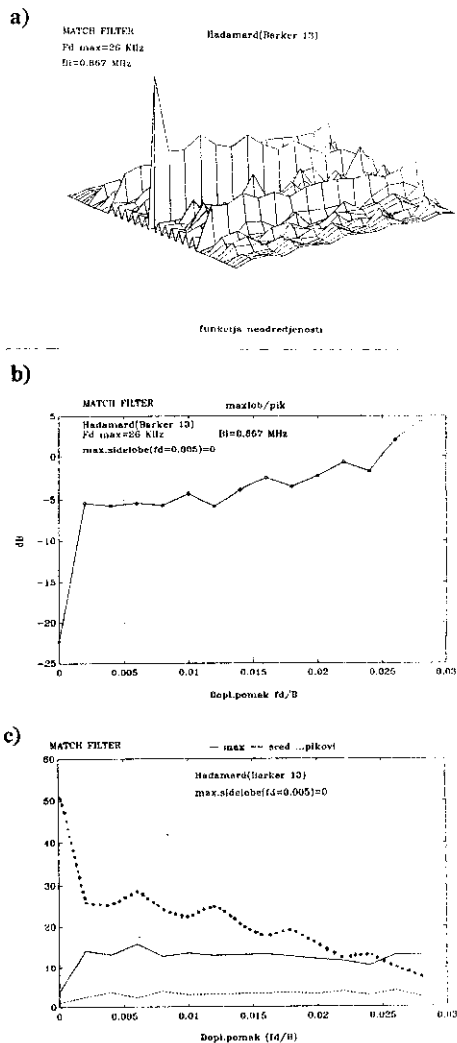 a)
MATCH FILTER
Hadamard(Barker 13)
Fd max=26 KHz
Bi=0.867 MHz
funkcija neodredjenosti
b)
MATCH FILTER maxlob/pik
5
Hadamard(Barker 13)
Fd max=26 KHz Bi=0.867 MHz
max.sidelobe(fd=0.005)=0
0
-5
-10
dB
-15
-20
-25
0 0.005 0.01 0.015 0.02 0.025 0.03
Dopl.pomak fd/B
c)
MATCH FILTER — max -- sred ...pikovi
60
Hadamard(Barker 13)
max.sidelobe(fd=0.005)=0
50
40
30
20
10
0
0 0.005 0.01 0.015 0.02 0.025 0.03
Dopl.pomak (fd/B)